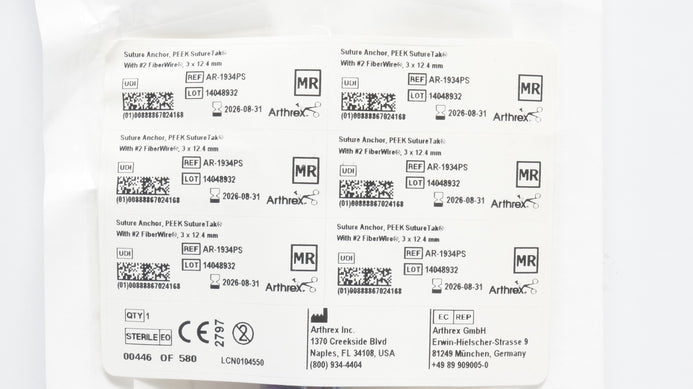 Suture Anchor, PEEK SutureTak®
With #2 FiberWire®, 3 x 12.4 mm
UDI
REF AR-1934PS
LOT 14048932
MR
2026-08-31
Arthrex
(01)00888867024168
Suture Anchor, PEEK SutureTak®
With #2 FiberWire®, 3 x 12.4 mm
UDI
REF AR-1934PS
LOT 14048932
MR
2026-08-31
Arthrex
(01)00888867024168
Suture Anchor, PEEK SutureTak®
With #2 FiberWire®, 3 x 12.4 mm
UDI
REF AR-1934PS
LOT 14048932
MR
2026-08-31
Arthrex
(01)00888867024168
Suture Anchor, PEEK SutureTak®
With #2 FiberWire®, 3 x 12.4 mm
UDI
REF AR-1934PS
LOT 14048932
MR
2026-08-31
Arthrex
(01)00888867024168
Suture Anchor, PEEK SutureTak®
With #2 FiberWire®, 3 x 12.4 mm
UDI
REF AR-1934PS
LOT 14048932
MR
2026-08-31
Arthrex
(01)00888867024168
Suture Anchor, PEEK SutureTak®
With #2 FiberWire®, 3 x 12.4 mm
UDI
REF AR-1934PS
LOT 14048932
MR
2026-08-31
Arthrex
(01)00888867024168
QTY 1
STERILE EO
CE 2797
2
00446 OF 580
LCN0104550
Arthrex Inc.
1370 Creekside Blvd
Naples, FL 34108, USA
(800) 934-4404
EC REP
Arthrex GmbH
Erwin-Hielscher-Strasse 9
81249 München, Germany
+49 89 909005-0